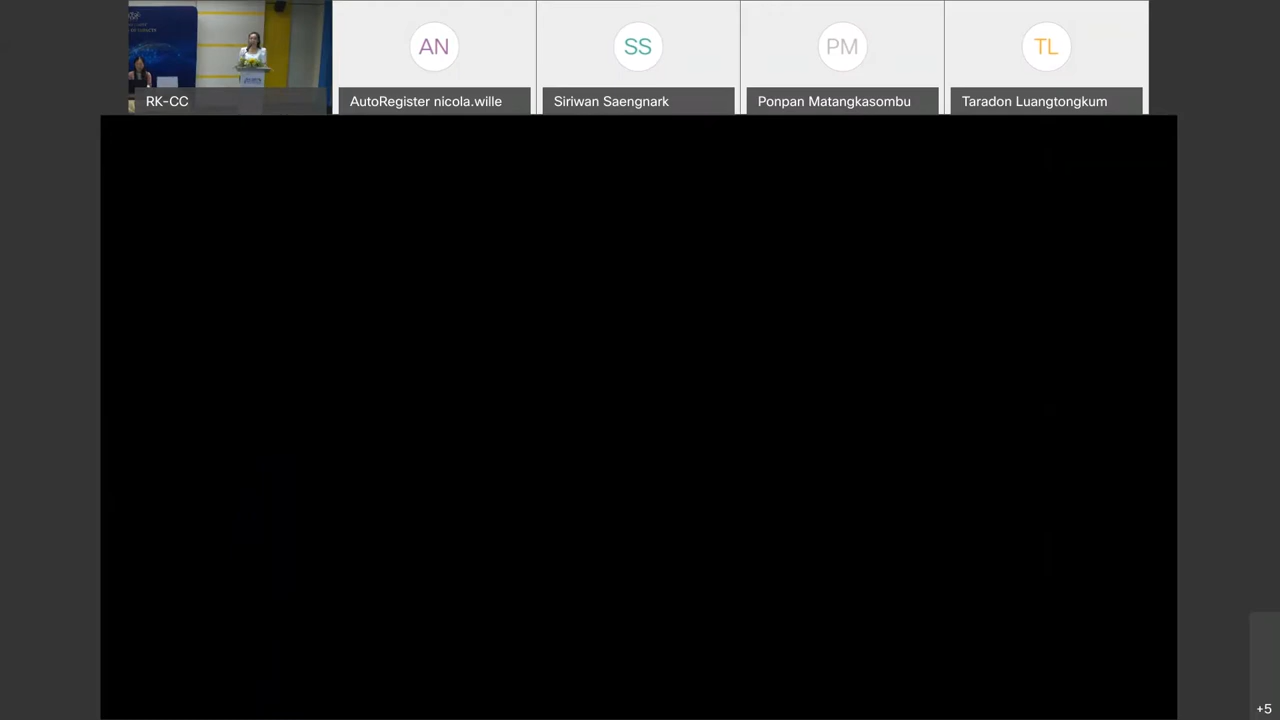 AN
SS
PM
TL
RK-CC
AutoRegister nicola.wille
Siriwan Saengnark
Ponpan Matangkasombu
Taradon Luangtongkum
+5